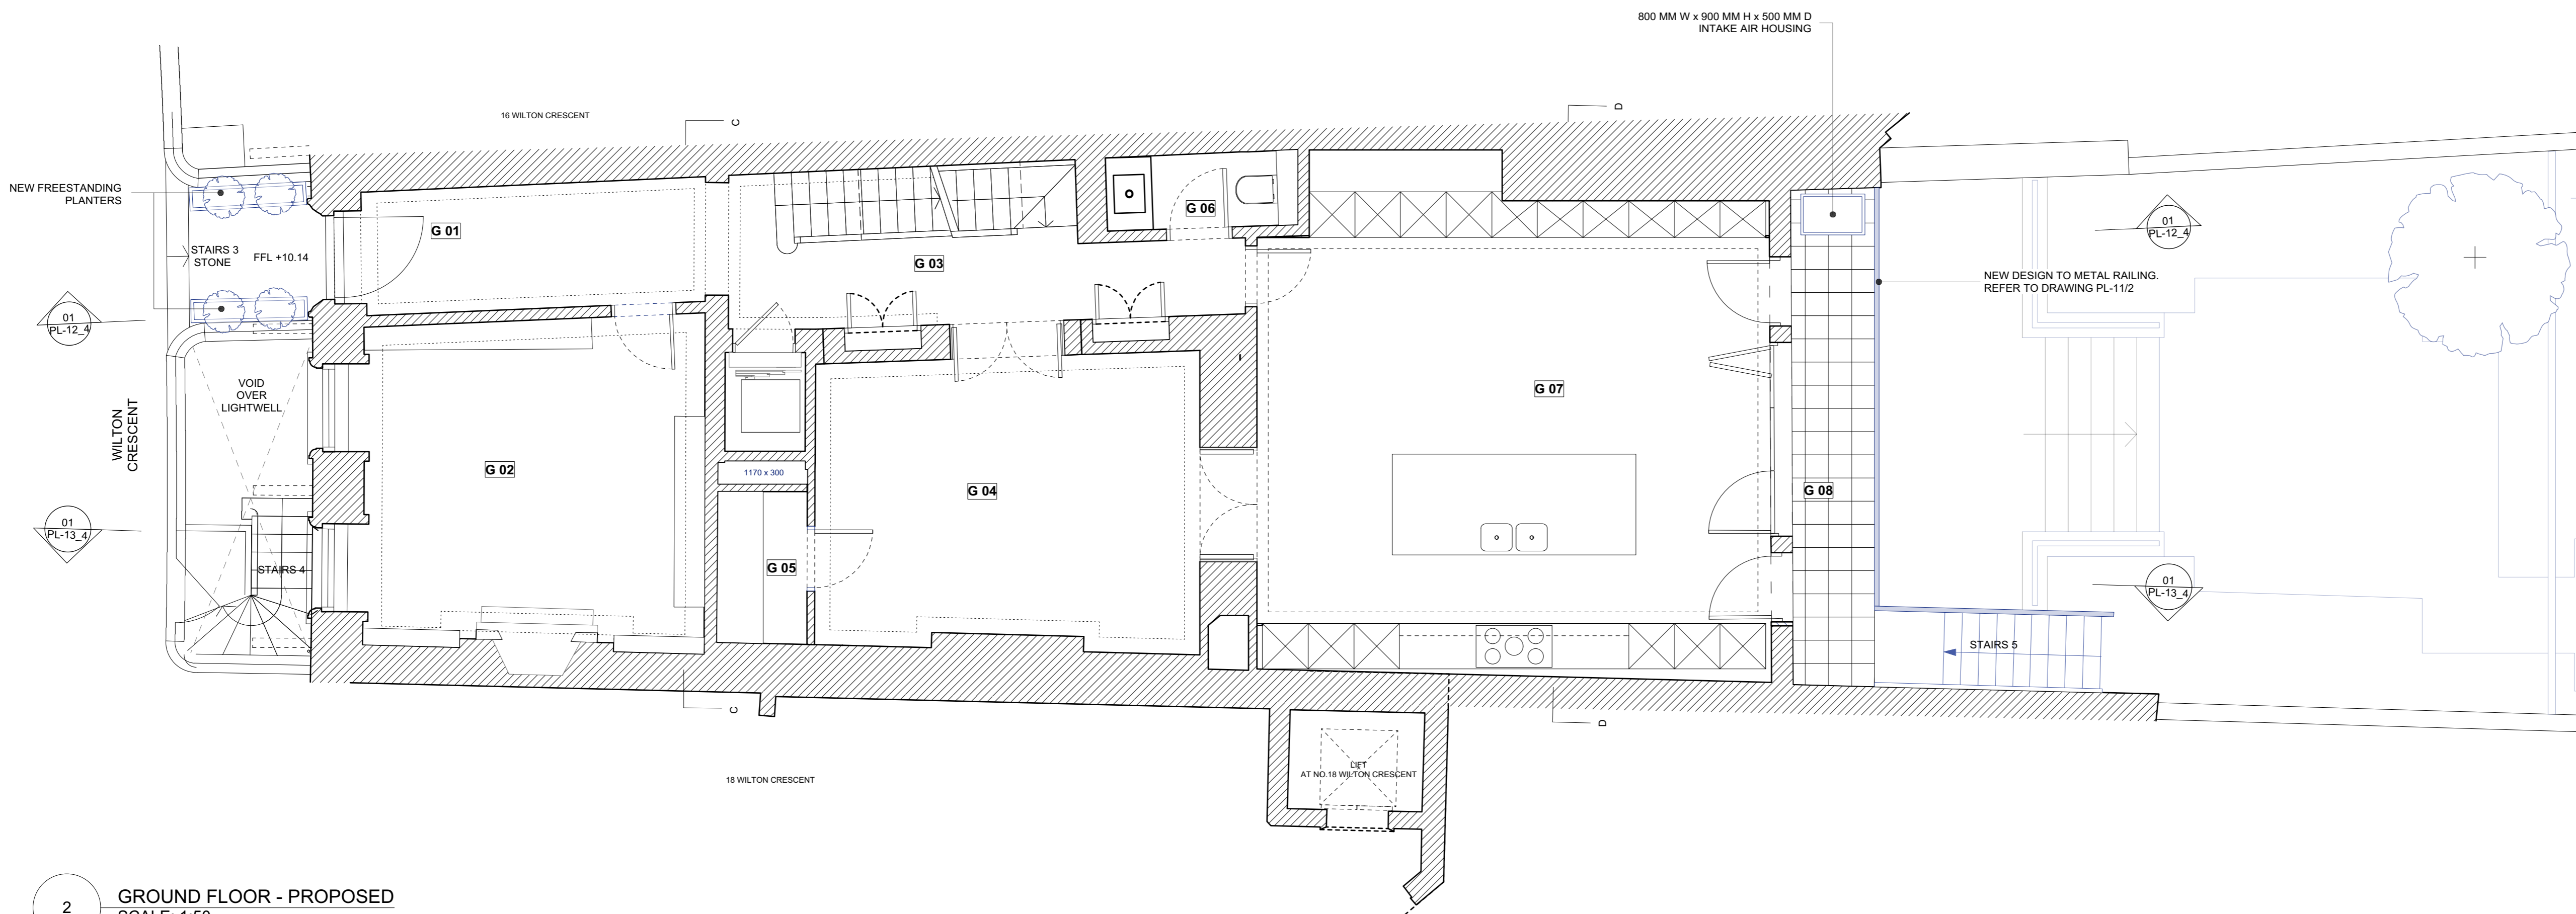 800 MM W x 900 MM H x 500 MM D
INTAKE AIR HOUSING
16 WILTON CRESCENT
C
D
NEW FREESTANDING
PLANTERS
STAIRS 3
STONE
FFL +10.14
G 01
G 03
G 06
01
PL-12_4
01
PL-12_4
NEW DESIGN TO METAL RAILING.
REFER TO DRAWING PL-11/2
VOID
OVER
LIGHTWELL
WILTON
CRESCENT
G 02
1170 x 300
G 04
G 07
G 08
01
PL-13_4
STAIRS 4
G 05
01
PL-13_4
STAIRS 5
C
D
18 WILTON CRESCENT
LIFT
AT NO.18 WILTON CRESCENT
2
GROUND FLOOR - PROPOSED
SCALE: 1:50